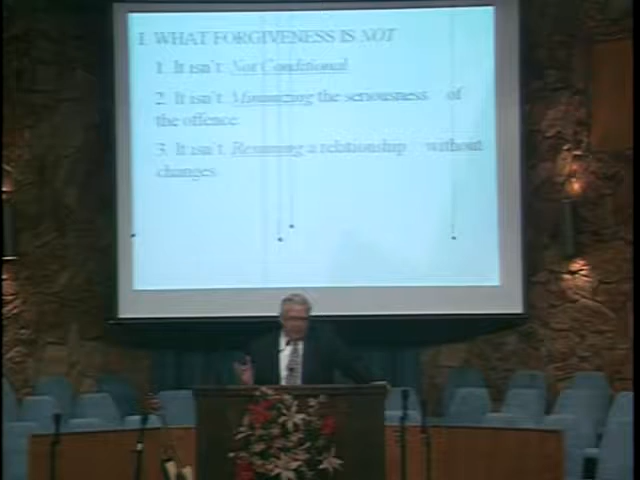 I. WHAT FORGIVENESS IS NOT
1. It isn't: Not Conditional
2. It isn't: Minimizing the seriousness of
the offence
3. It isn't: Resuming a relationship without
changes.